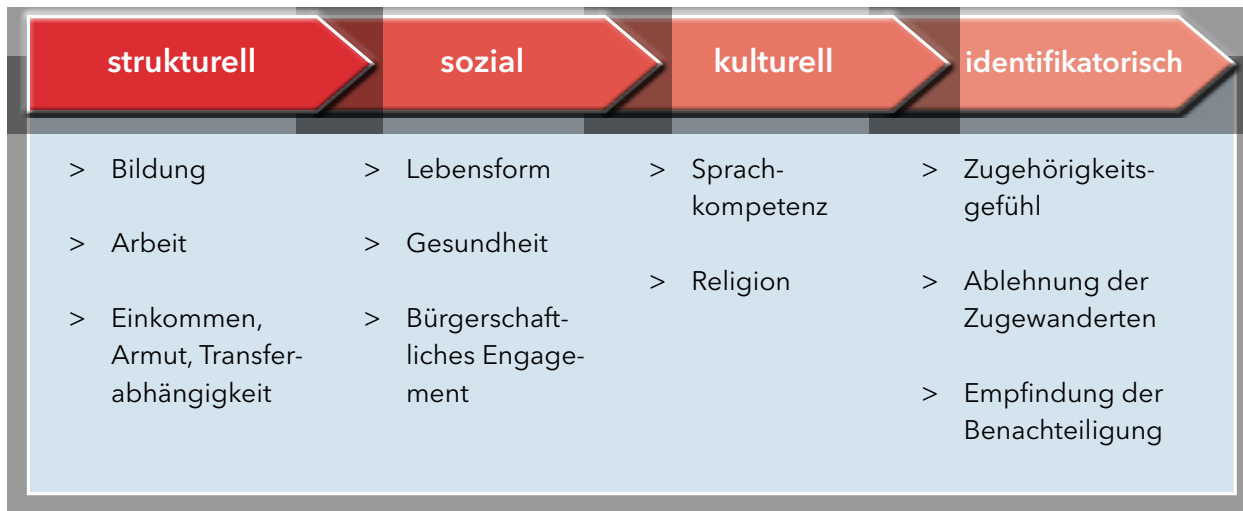 strukturell
> Bildung
> Arbeit
> Einkommen,
Armut, Transfer-
abhängigkeit
sozial
> Lebensform
> Gesundheit
> Bürgerschaft-
liches Engage-
ment
kulturell
> Sprach-
kompetenz
> Religion
identifikatorisch
> Zugehörigkeits-
gefühl
> Ablehnung der
Zugewanderten
> Empfindung der
Benachteiligung